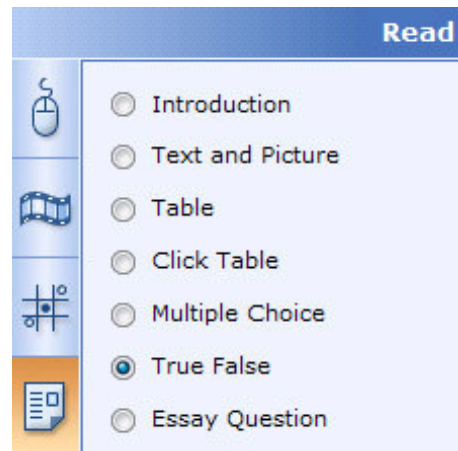 Read
Introduction
Text and Picture
Table
Click Table
Multiple Choice
True False
Essay Question